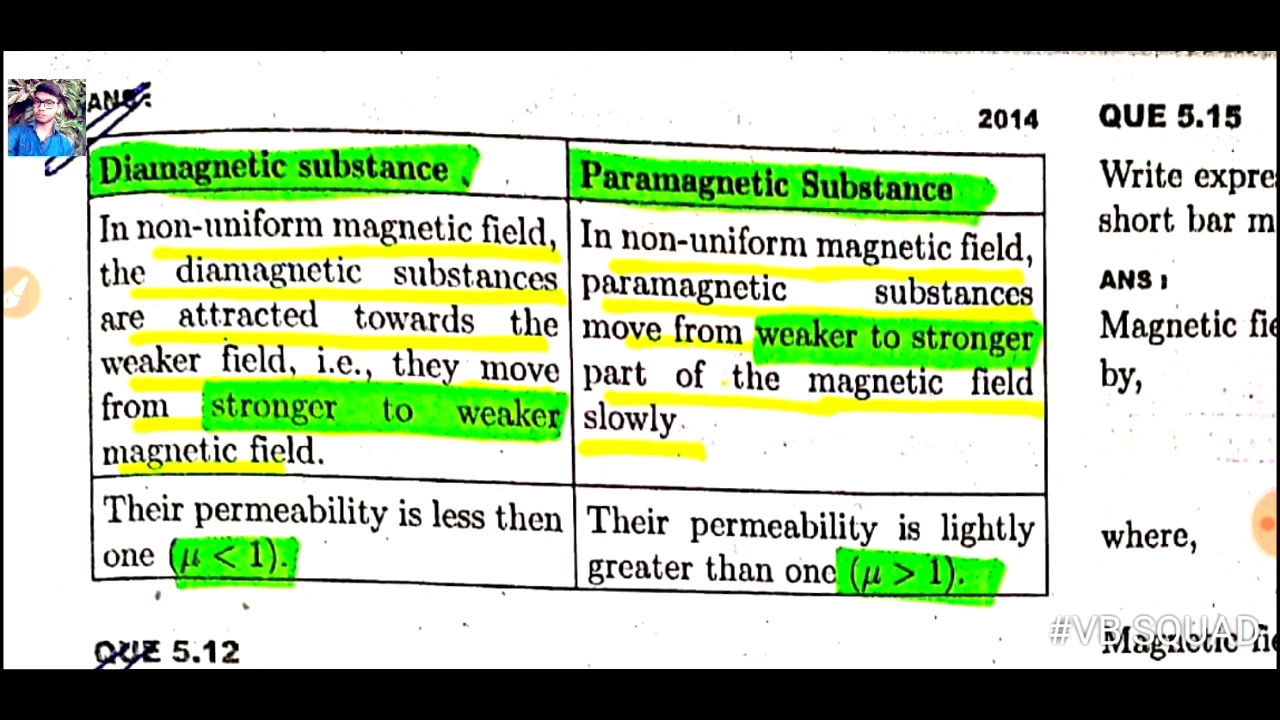 ANS :
2014
Diamagnetic substance
Paramagnetic Substance
In non-uniform magnetic field,
the diamagnetic substances
are attracted towards the
weaker field, i.e., they move
from stronger to weaker
magnetic field.
In non-uniform magnetic field,
paramagnetic substances
move from weaker to stronger
part of the magnetic field
slowly.
Their permeability is less then
one (μ < 1).
Their permeability is lightly
greater than one (μ > 1).
QUE 5.12
QUE 5.15
Write expre
short bar m
ANS :
Magnetic fie
by,
where,
Magnetic fie
#VB SQUAD